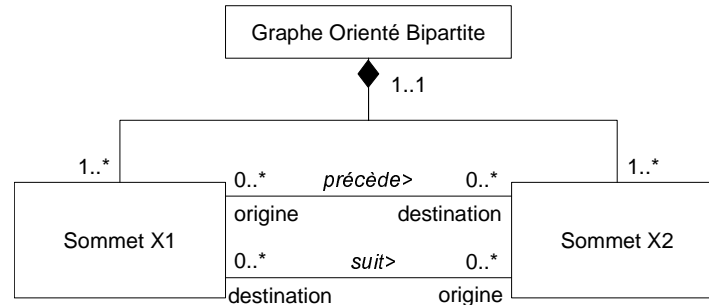 Graphe Orienté Bipartite
1..1
1..* 1..*
0..* précède> 0..*
origine destination
Sommet X1 Sommet X2
0..* suit> 0..*
destination origine